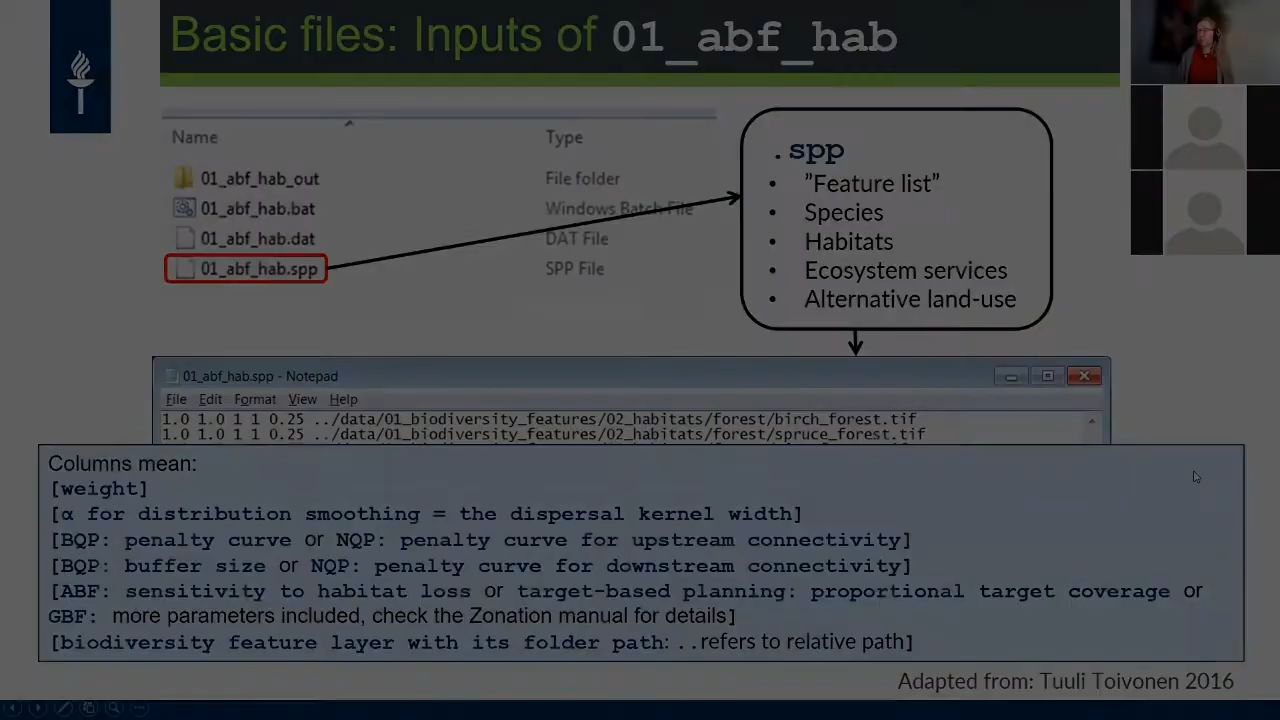 Basic files: Inputs of 01_abf_hab
Name Type
01_abf_hab_out File folder
01_abf_hab.bat Windows Batch File
01_abf_hab.dat DAT File
01_abf_hab.spp SPP File
.spp
• ”Feature list”
• Species
• Habitats
• Ecosystem services
• Alternative land-use
01_abf_hab.spp - Notepad
File Edit Format View Help
1.0 1.0 1 1 0.25 ../data/01_biodiversity_features/02_habitats/forest/birch_forest.tif
1.0 1.0 1 1 0.25 ../data/01_biodiversity_features/02_habitats/forest/spruce_forest.tif
Columns mean:
[weight]
[α for distribution smoothing = the dispersal kernel width]
[BQP: penalty curve or NQP: penalty curve for upstream connectivity]
[BQP: buffer size or NQP: penalty curve for downstream connectivity]
[ABF: sensitivity to habitat loss or target-based planning: proportional target coverage or
GBF: more parameters included, check the Zonation manual for details]
[biodiversity feature layer with its folder path: ..refers to relative path]
Adapted from: Tuuli Toivonen 2016